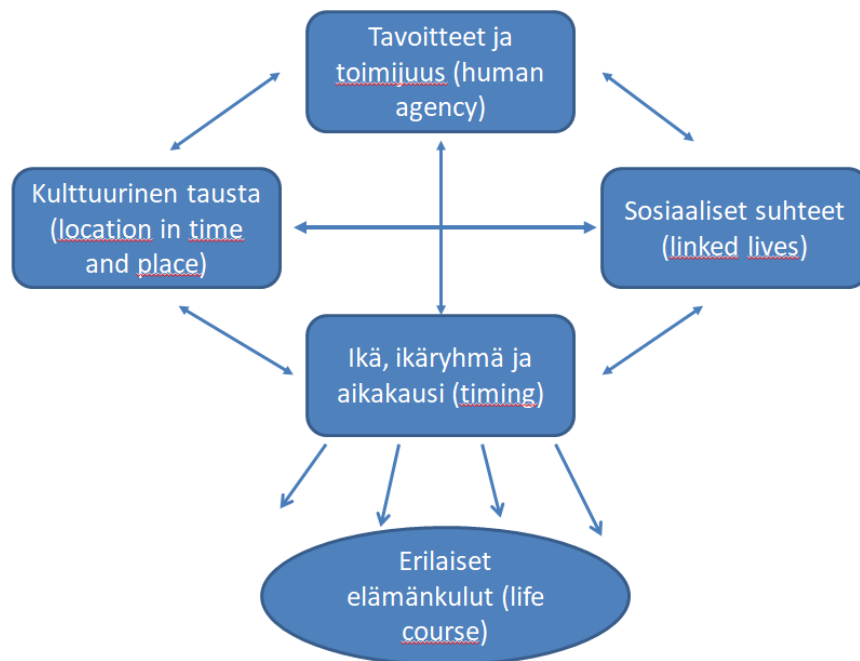 Tavoitteet ja
toimijuus (human
agency)
Kulttuurinen tausta
(location in time
and place)
Sosiaaliset suhteet
(linked lives)
Ikä, ikäryhmä ja
aikakausi (timing)
Erilaiset
elämänkulut (life
course)